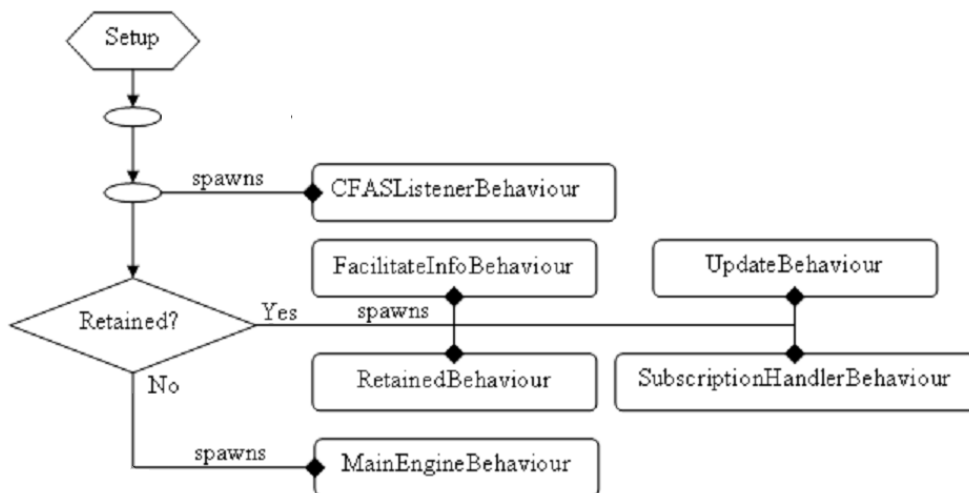 Setup
spawns
CFASListenerBehaviour
FacilitateInfoBehaviour
UpdateBehaviour
Retained?
Yes
spawns
RetainedBehaviour
SubscriptionHandlerBehaviour
No
spawns
MainEngineBehaviour